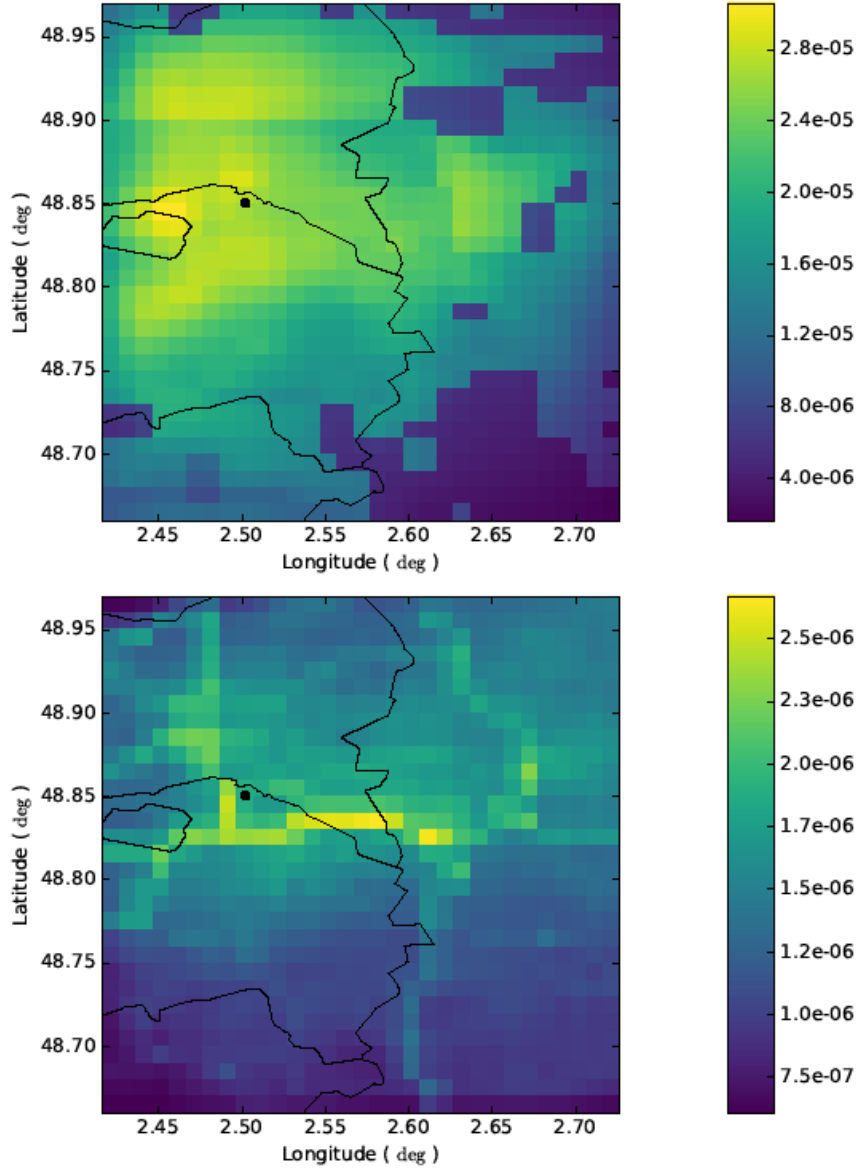 48.95
48.90
48.85
48.80
48.75
48.70
Latitude ( deg )
2.45 2.50 2.55 2.60 2.65 2.70
Longitude ( deg )
2.8e-05
2.4e-05
2.0e-05
1.6e-05
1.2e-05
8.0e-06
4.0e-06
48.95
48.90
48.85
48.80
48.75
48.70
Latitude ( deg )
2.45 2.50 2.55 2.60 2.65 2.70
Longitude ( deg )
2.5e-06
2.3e-06
2.0e-06
1.7e-06
1.5e-06
1.2e-06
1.0e-06
7.5e-07